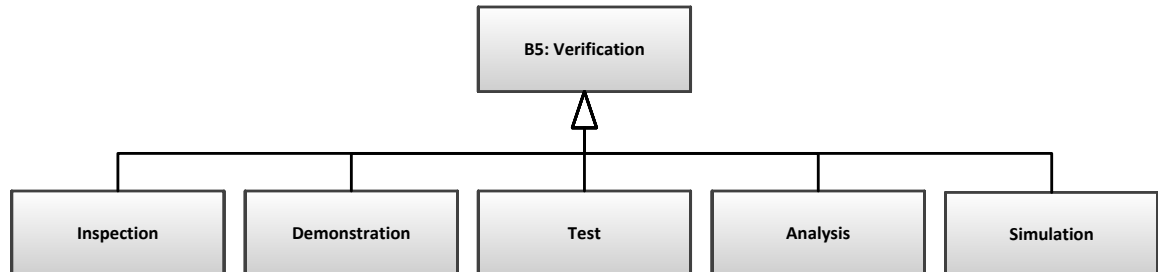 B5: Verification
Inspection
Demonstration
Test
Analysis
Simulation